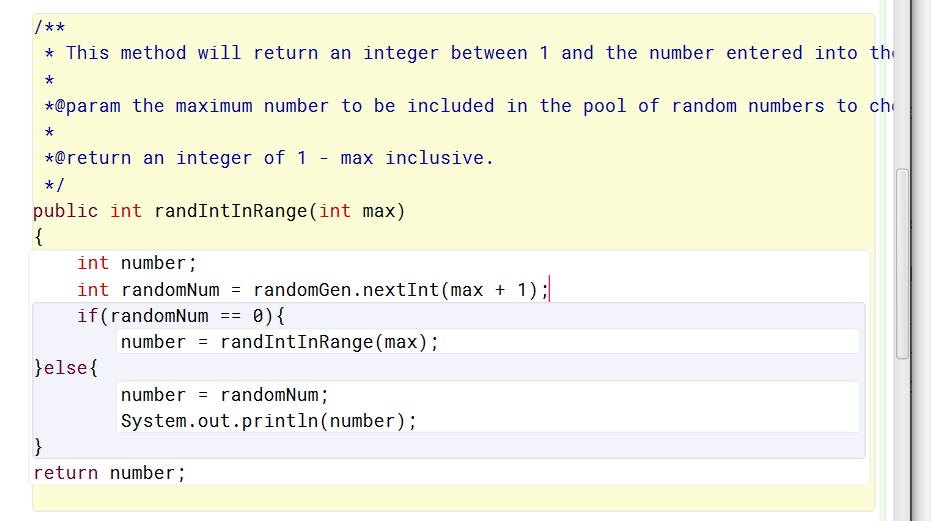 /**
 * This method will return an integer between 1 and the number entered into
 *
 *@param the maximum number to be included in the pool of random numbers to
 *
 *@return an integer of 1 - max inclusive.
 */
public int randIntInRange(int max)
{
    int number;
    int randomNum = randomGen.nextInt(max + 1);
    if(randomNum == 0){
        number = randIntInRange(max);
}else{
        number = randomNum;
        System.out.println(number);
}
return number;